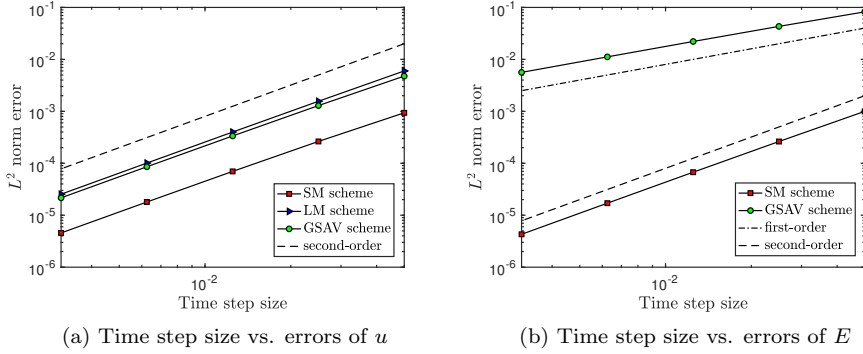 10^-1
10^-2
10^-3
10^-4
10^-5
10^-6
L^2 norm error
10^-2
Time step size
SM scheme
LM scheme
GSAV scheme
second-order
(a) Time step size vs. errors of u
10^-1
10^-2
10^-3
10^-4
10^-5
10^-6
L^2 norm error
10^-2
Time step size
SM scheme
GSAV scheme
first-order
second-order
(b) Time step size vs. errors of E